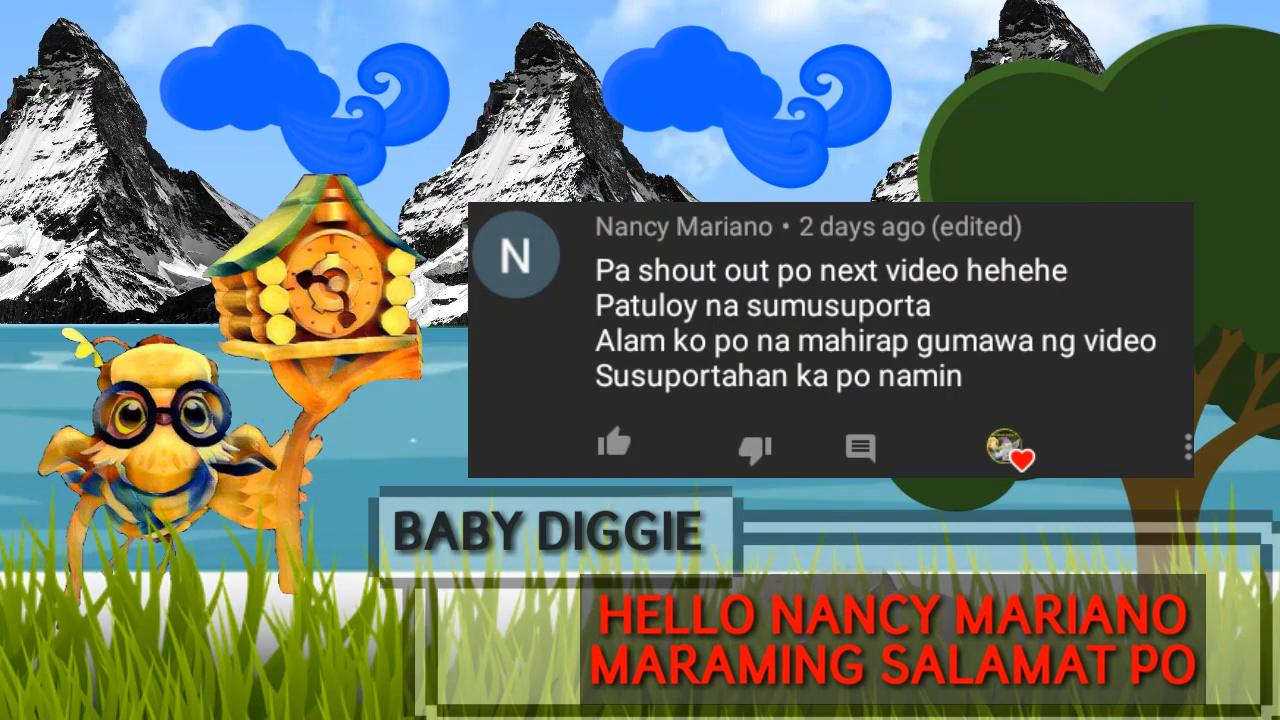 N
Nancy Mariano • 2 days ago (edited)
Pa shout out po next video hehehe
Patuloy na sumusuporta
Alam ko po na mahirap gumawa ng video
Susuportahan ka po namin
BABY DIGGIE
HELLO NANCY MARIANO
MARAMING SALAMAT PO